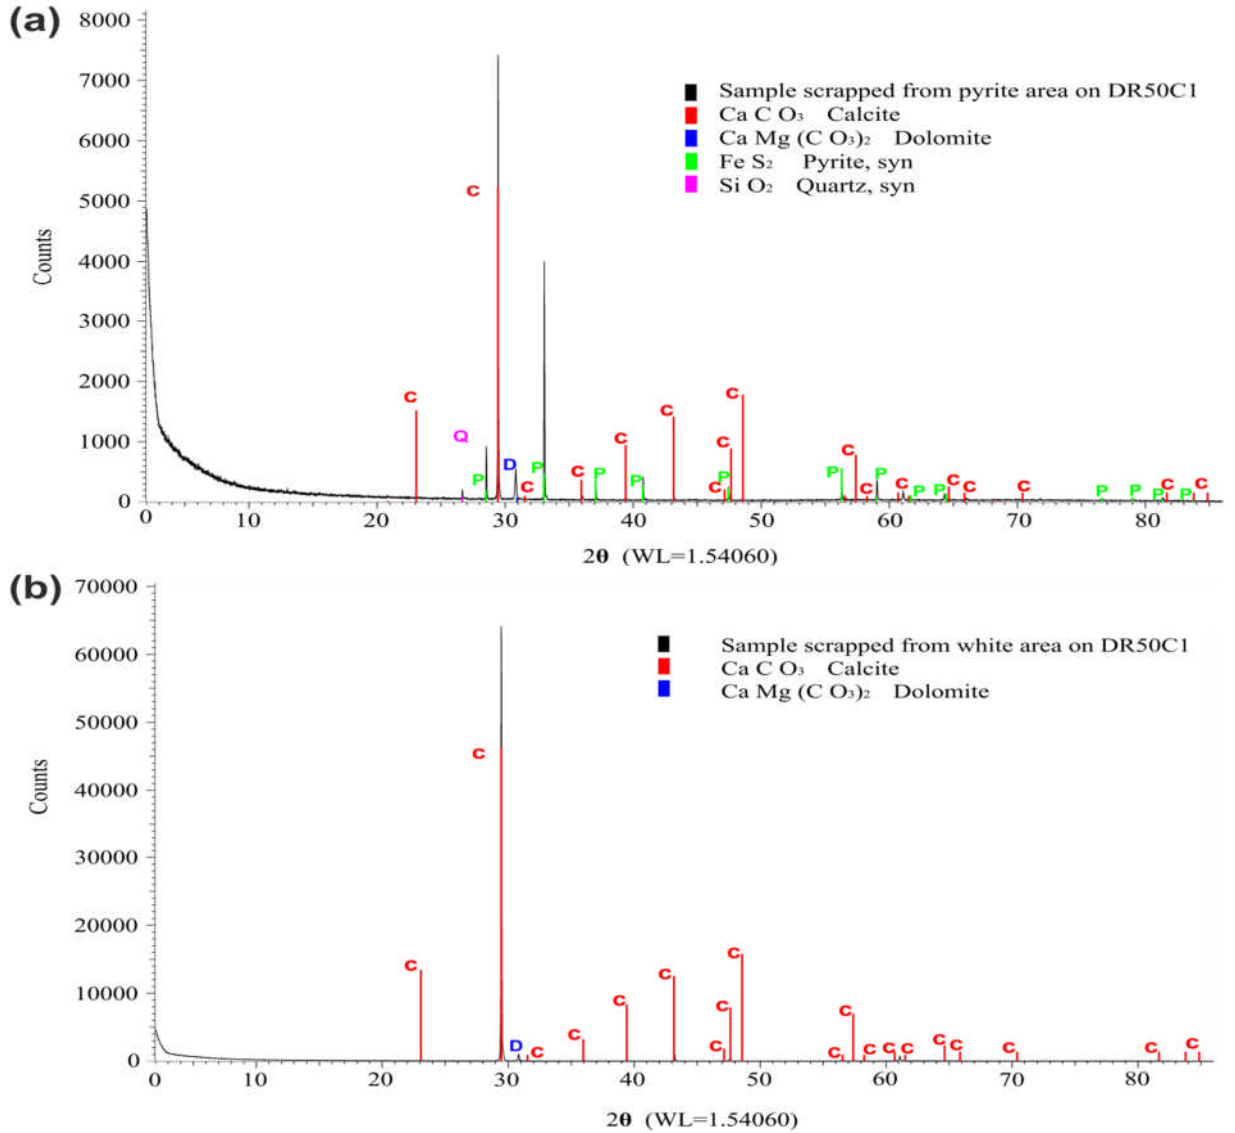 (a)
8000
7000
6000
5000
4000
3000
2000
1000
0
Counts
Sample scrapped from pyrite area on DR50C1
Ca C O₃ Calcite
Ca Mg (C O₃)₂ Dolomite
Fe S₂ Pyrite, syn
Si O₂ Quartz, syn
C C Q P D C P C P C P C C C P C P C C P C C P P C C C P P P C P C
0 10 20 30 40 50 60 70 80
2θ (WL=1.54060)
(b)
70000
60000
50000
40000
30000
20000
10000
0
Counts
Sample scrapped from white area on DR50C1
Ca C O₃ Calcite
Ca Mg (C O₃)₂ Dolomite
C C D C C C C C C C C C C C C C C C C C C
0 10 20 30 40 50 60 70 80
2θ (WL=1.54060)